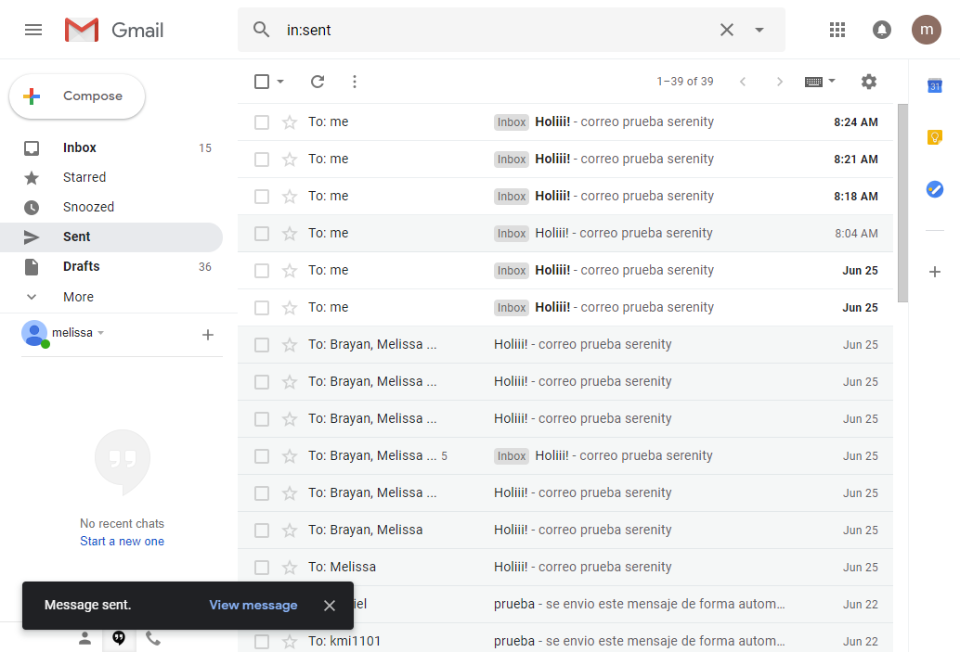 Gmail
in:sent
m
Compose
1–39 of 39
31
Inbox 15
Starred
Snoozed
Sent
Drafts 36
More
melissa
No recent chats
Start a new one
To: me Inbox Holiii! - correo prueba serenity 8:24 AM
To: me Inbox Holiii! - correo prueba serenity 8:21 AM
To: me Inbox Holiii! - correo prueba serenity 8:18 AM
To: me Inbox Holiii! - correo prueba serenity 8:04 AM
To: me Inbox Holiii! - correo prueba serenity Jun 25
To: me Inbox Holiii! - correo prueba serenity Jun 25
To: Brayan, Melissa ... Holiii! - correo prueba serenity Jun 25
To: Brayan, Melissa ... Holiii! - correo prueba serenity Jun 25
To: Brayan, Melissa ... Holiii! - correo prueba serenity Jun 25
To: Brayan, Melissa ... 5 Inbox Holiii! - correo prueba serenity Jun 25
To: Brayan, Melissa ... Holiii! - correo prueba serenity Jun 25
To: Brayan, Melissa Holiii! - correo prueba serenity Jun 25
To: Melissa Holiii! - correo prueba serenity Jun 25
iel prueba - se envio este mensaje de forma autom... Jun 22
To: kmi1101 prueba - se envio este mensaje de forma autom... Jun 22
Message sent. View message